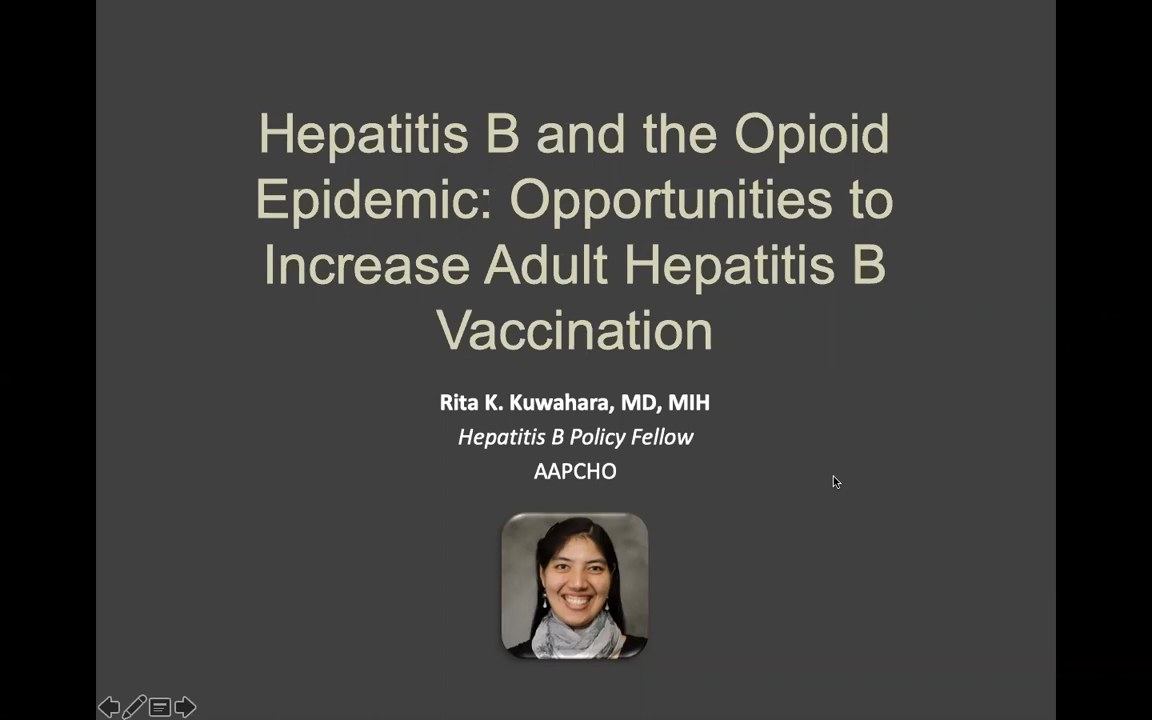 Hepatitis B and the Opioid
Epidemic: Opportunities to
Increase Adult Hepatitis B
Vaccination
Rita K. Kuwahara, MD, MIH
Hepatitis B Policy Fellow
AAPCHO